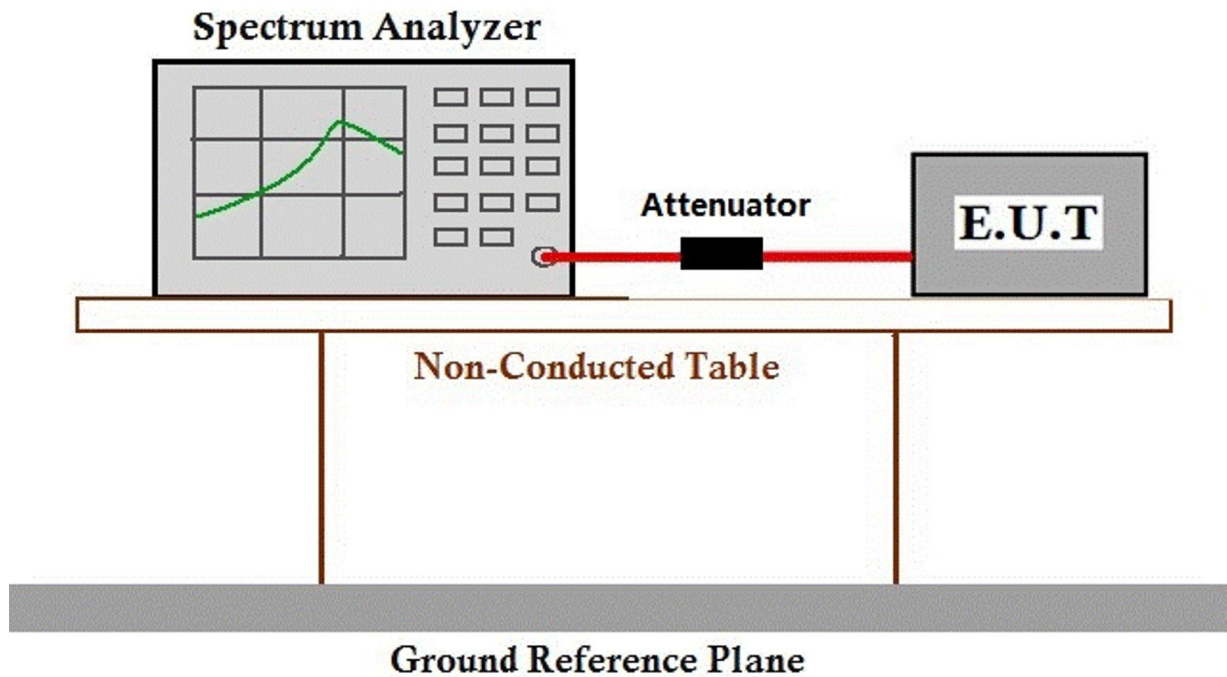 Spectrum Analyzer
Attenuator
E.U.T
Non-Conducted Table
Ground Reference Plane